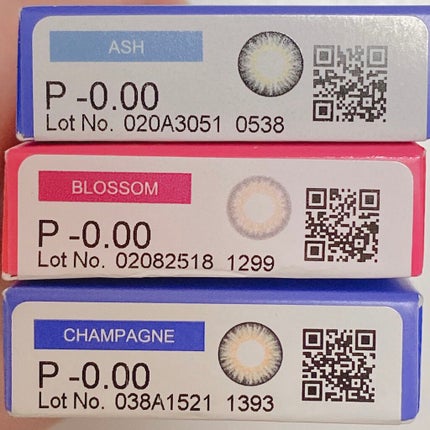 ASH
P -0.00
Lot No. 020A3051 0538
BLOSSOM
P -0.00
Lot No. 02082518 1299
CHAMPAGNE
P -0.00
Lot No. 038A1521 1393